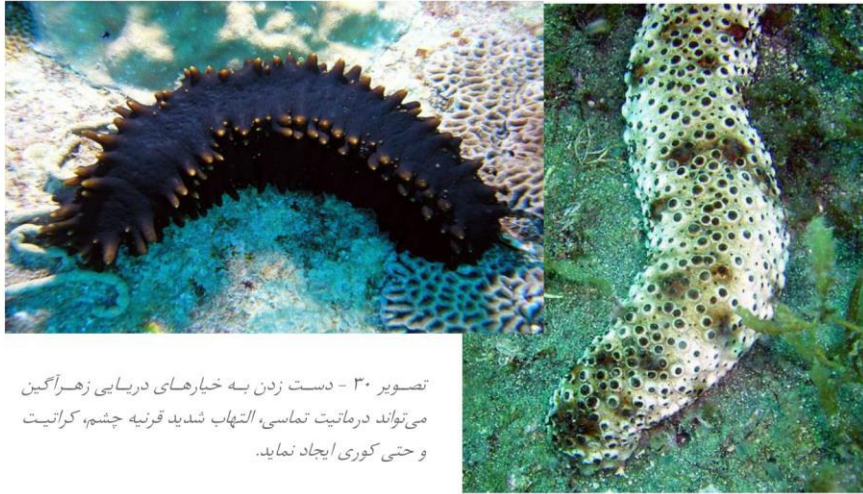 تصویر ۳۰ - دست زدن به خیارهای دریایی زهرآگین
می‌تواند درماتیت تماسی، التهاب شدید قرنیه چشم، کراتیت
و حتی کوری ایجاد نماید.